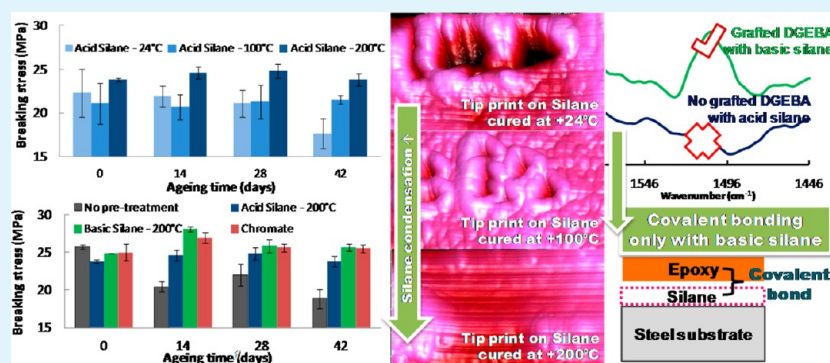 Breaking stress (MPa)
30
25
20
15
Acid Silane – 24°C
Acid Silane –100°C
Acid Silane –200°C
0 14 28 42
Ageing time (days)
Breaking stress (MPa)
30
25
20
15
No pre-treatment
Acid Silane –200°C
Basic Silane –200°C
Chromate
0 14 28 42
Ageing time (days)
Silane condensation ↗
Tip print on Silane
cured at +24°C
Tip print on Silane
cured at +100°C
Tip print on Silane
cured at +200°C
Grafted DGEBA
with basic silane
No grafted DGEBA
with acid silane
1546 1496 1446
Wavenumber (cm⁻¹)
Covalent bonding
only with basic silane
Epoxy
Silane
Covalent
bond
Steel substrate